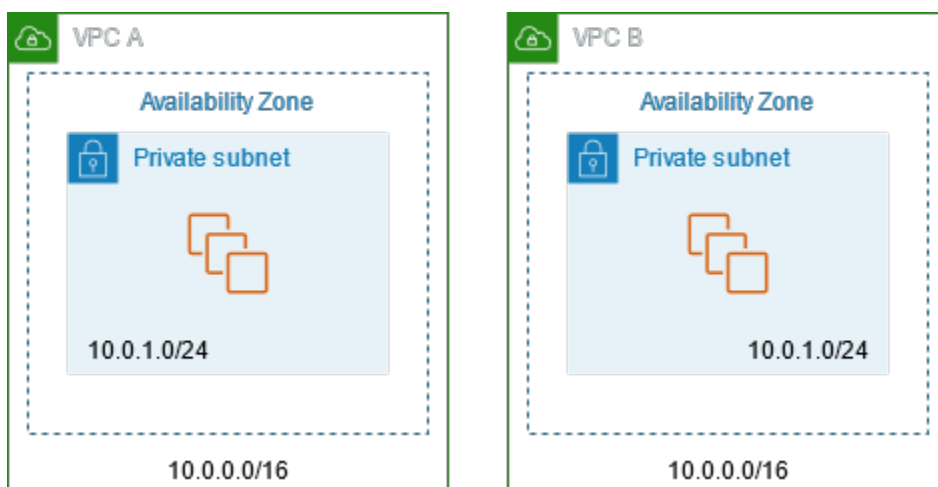 VPC A
Availability Zone
Private subnet
10.0.1.0/24
10.0.0.0/16
VPC B
Availability Zone
Private subnet
10.0.1.0/24
10.0.0.0/16